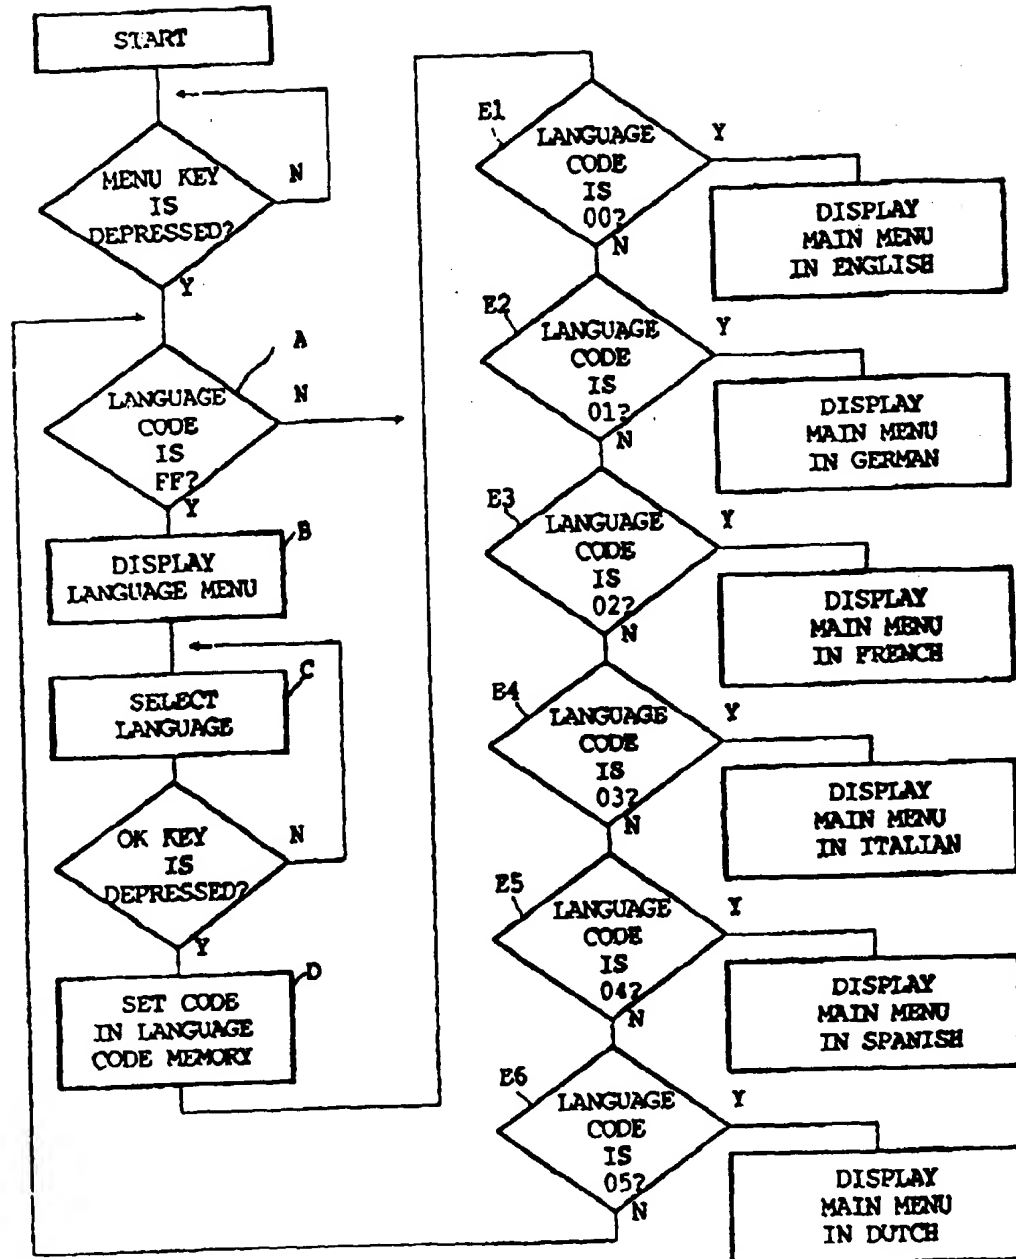 START
MENU KEY
IS
DEPRESSED?
N
Y
A
LANGUAGE
CODE
IS
FF?
N
Y
B
DISPLAY
LANGUAGE MENU
C
SELECT
LANGUAGE
OK KEY
IS
DEPRESSED?
N
Y
D
SET CODE
IN LANGUAGE
CODE MEMORY
E1
LANGUAGE
CODE
IS
00?
Y
N
DISPLAY
MAIN MENU
IN ENGLISH
E2
LANGUAGE
CODE
IS
01?
Y
N
DISPLAY
MAIN MENU
IN GERMAN
E3
LANGUAGE
CODE
IS
02?
Y
N
DISPLAY
MAIN MENU
IN FRENCH
E4
LANGUAGE
CODE
IS
03?
Y
N
DISPLAY
MAIN MENU
IN ITALIAN
E5
LANGUAGE
CODE
IS
04?
Y
N
DISPLAY
MAIN MENU
IN SPANISH
E6
LANGUAGE
CODE
IS
05?
Y
N
DISPLAY
MAIN MENU
IN DUTCH